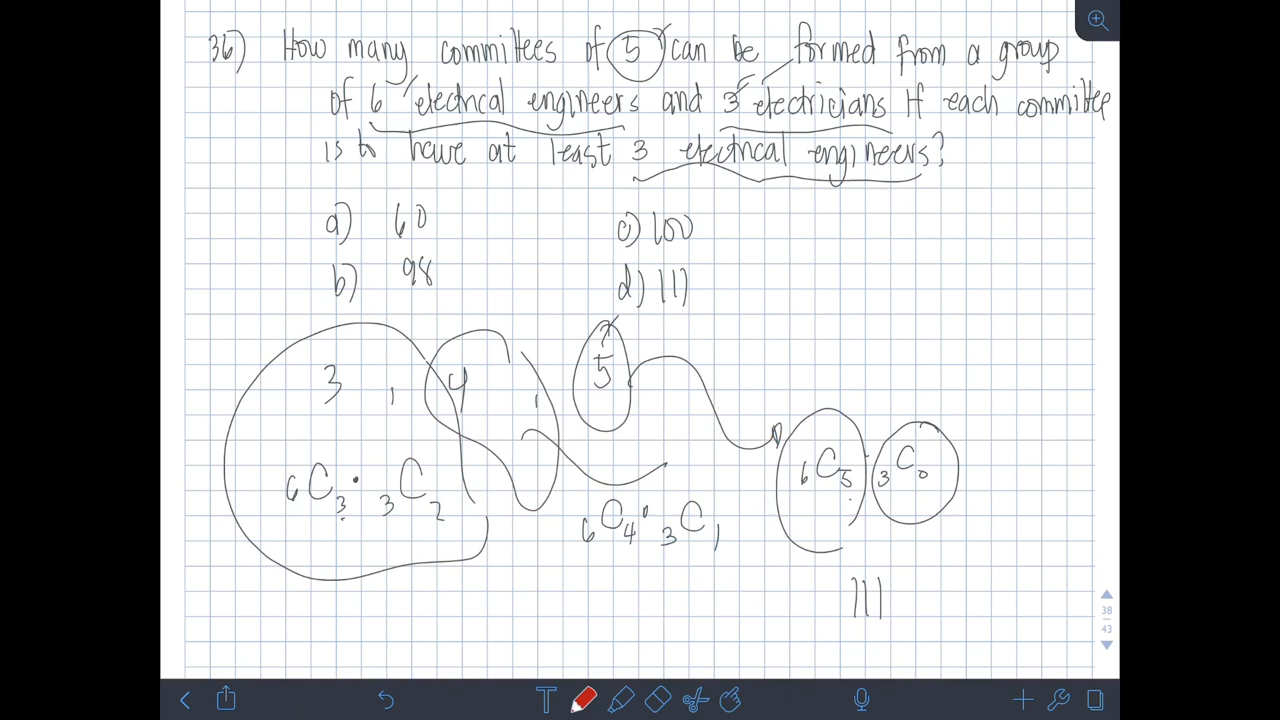 36) How many committees of 5 can be formed from a group
of 6 electrical engineers and 3 electricians if each committee
is to have at least 3 electrical engineers?
a) 60 c) 100
b) 98 d) 111
3 , 4 , 5
6C3 · 3C2 6C4 · 3C1 6C5 · 3C0
111
38
43
T